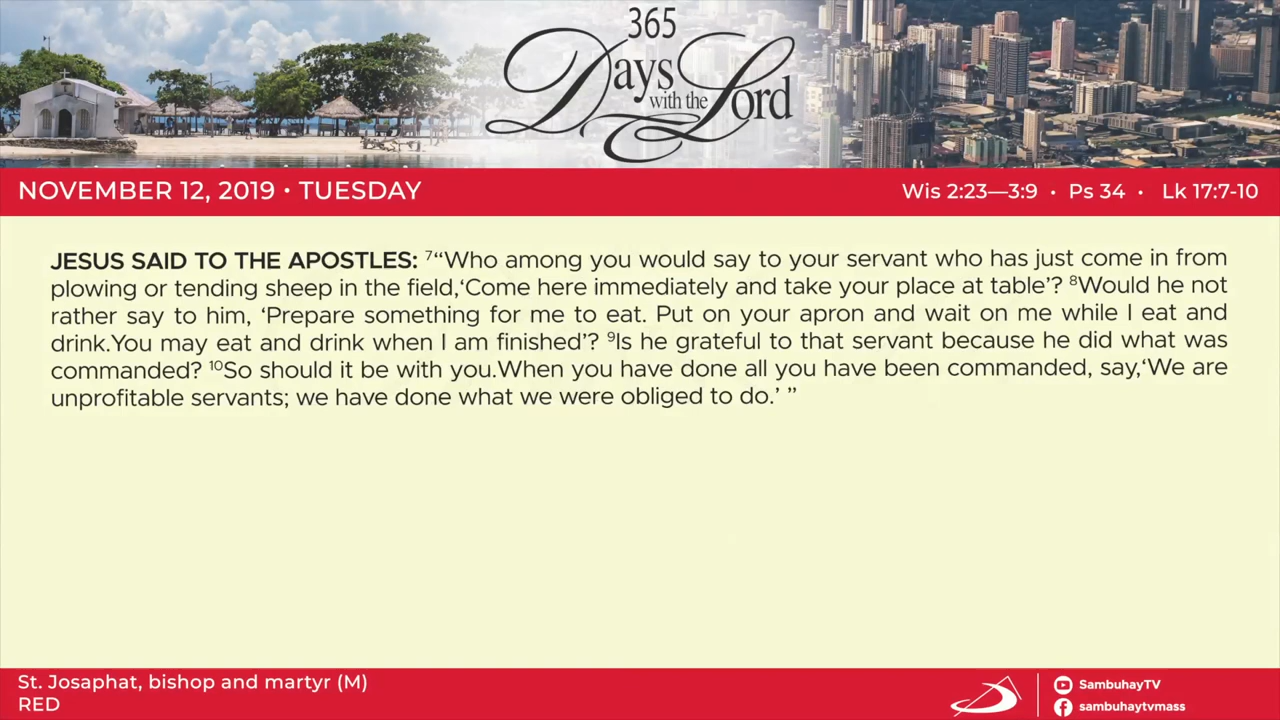 365
Days with the Lord
NOVEMBER 12, 2019 • TUESDAY
Wis 2:23—3:9 • Ps 34 • Lk 17:7-10
JESUS SAID TO THE APOSTLES: ⁷“Who among you would say to your servant who has just come in from
plowing or tending sheep in the field,‘Come here immediately and take your place at table’? ⁸Would he not
rather say to him, ‘Prepare something for me to eat. Put on your apron and wait on me while I eat and
drink.You may eat and drink when I am finished’? ⁹Is he grateful to that servant because he did what was
commanded? ¹⁰So should it be with you.When you have done all you have been commanded, say,‘We are
unprofitable servants; we have done what we were obliged to do.’ ”
St. Josaphat, bishop and martyr (M)
RED
SambuhayTV
sambuhaytvmass